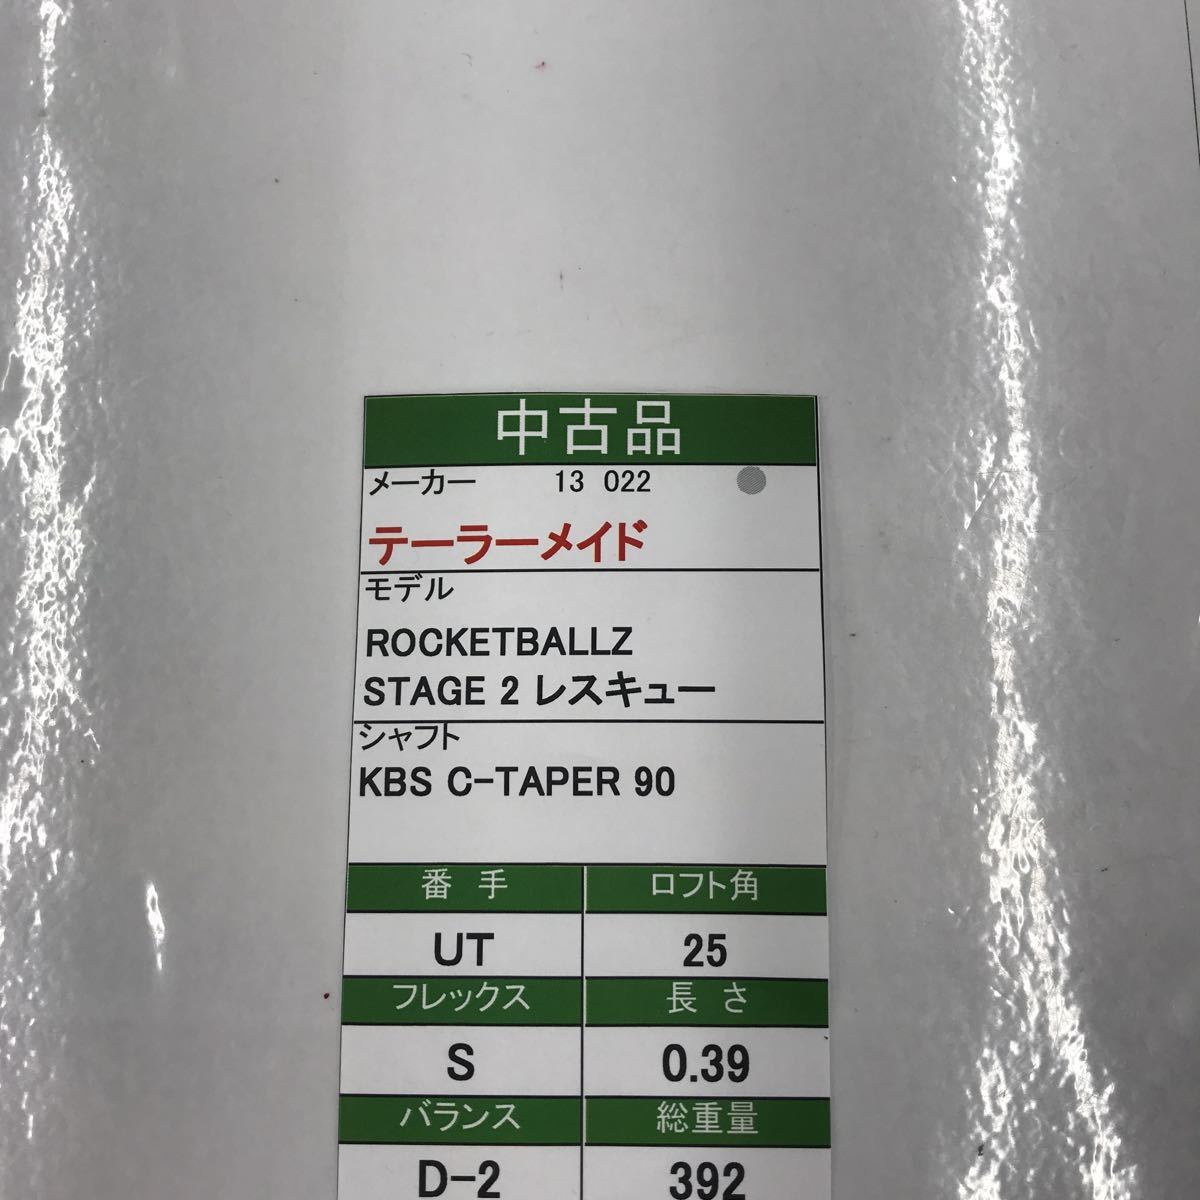 中古品
メーカー 13 022
テーラーメイド
モデル
ROCKETBALLZ
STAGE 2 レスキュー
シャフト
KBS C-TAPER 90
番 手 ロフト角
UT 25
フレックス 長 さ
S 0.39
バランス 総重量
D-2 392